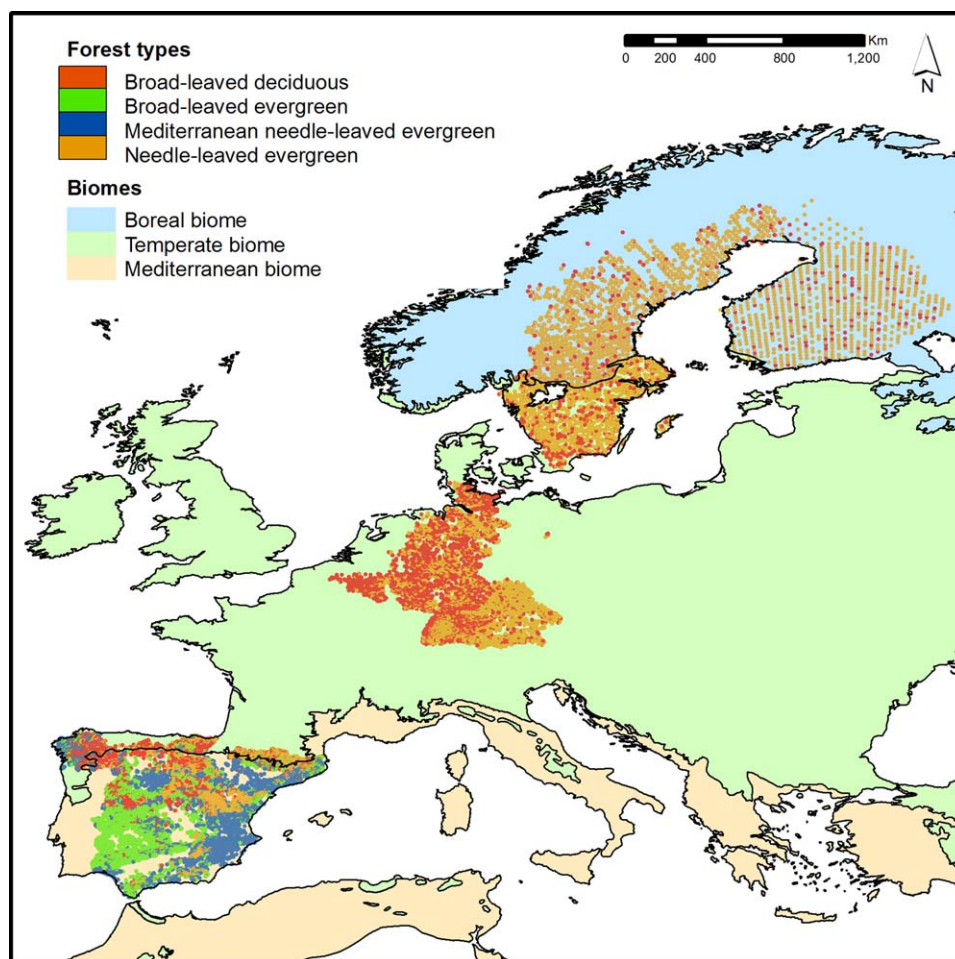 Forest types
Broad-leaved deciduous
Broad-leaved evergreen
Mediterranean needle-leaved evergreen
Needle-leaved evergreen
Biomes
Boreal biome
Temperate biome
Mediterranean biome
Km
0 200 400 800 1,200
N